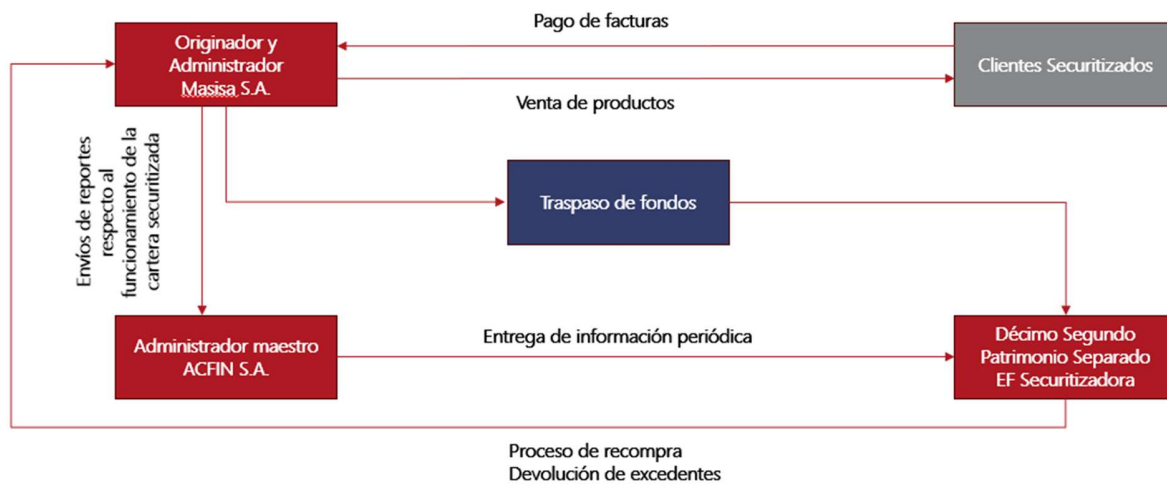 Pago de facturas
Originador y
Administrador
Masisa S.A.
Clientes Securitizados
Venta de productos
Envíos de reportes
respecto al
funcionamiento de la
cartera securitizada
Traspaso de fondos
Administrador maestro
ACFIN S.A.
Entrega de información periódica
Décimo Segundo
Patrimonio Separado
EF Securitizadora
Proceso de recompra
Devolución de excedentes